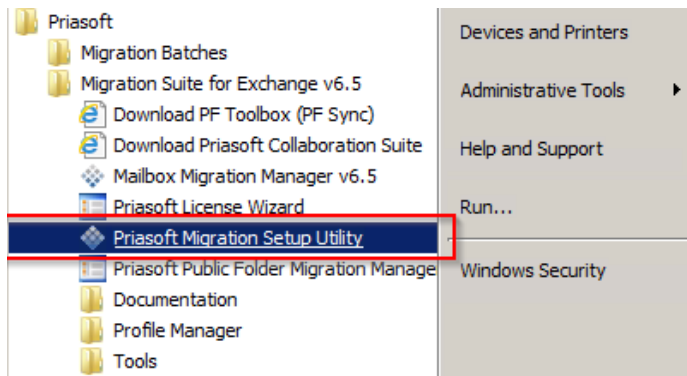 Priasoft
Migration Batches
Migration Suite for Exchange v6.5
Download PF Toolbox (PF Sync)
Download Priasoft Collaboration Suite
Mailbox Migration Manager v6.5
Priasoft License Wizard
Priasoft Migration Setup Utility
Priasoft Public Folder Migration Manage
Documentation
Profile Manager
Tools
Devices and Printers
Administrative Tools
Help and Support
Run...
Windows Security